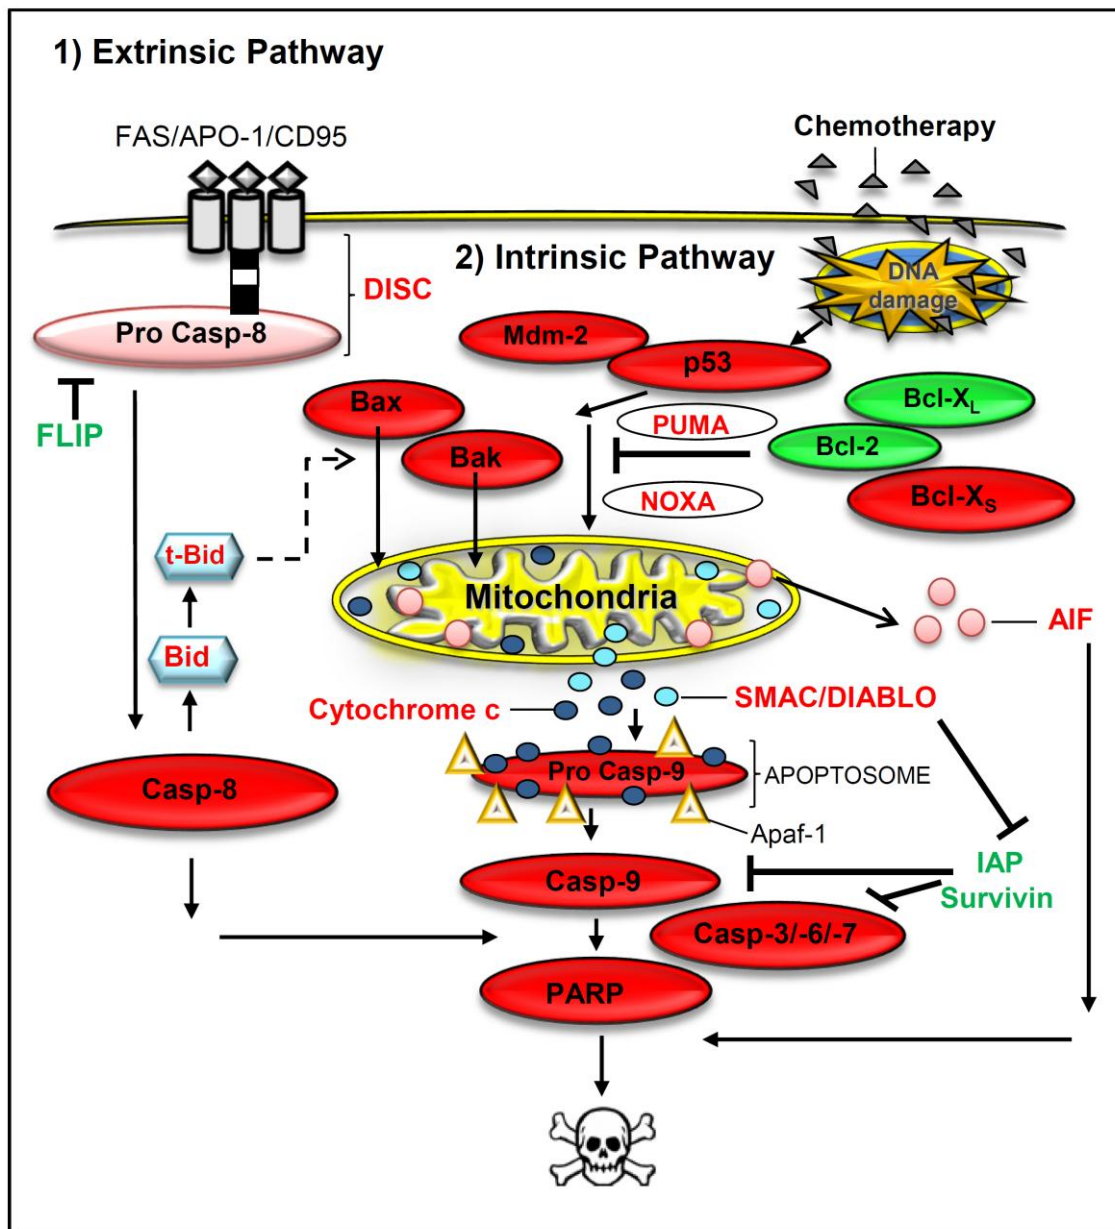 1) Extrinsic Pathway
FAS/APO-1/CD95
Chemotherapy
2) Intrinsic Pathway
DNA
damage
DISC
Pro Casp-8
Mdm-2
p53
Bax
Bcl-XL
PUMA
FLIP
Bcl-2
Bak
Bcl-XS
NOXA
t-Bid
Mitochondria
AIF
Bid
Cytochrome c
SMAC/DIABLO
Pro Casp-9
APOPTOSOME
Casp-8
Apaf-1
IAP
Survivin
Casp-9
Casp-3/-6/-7
PARP